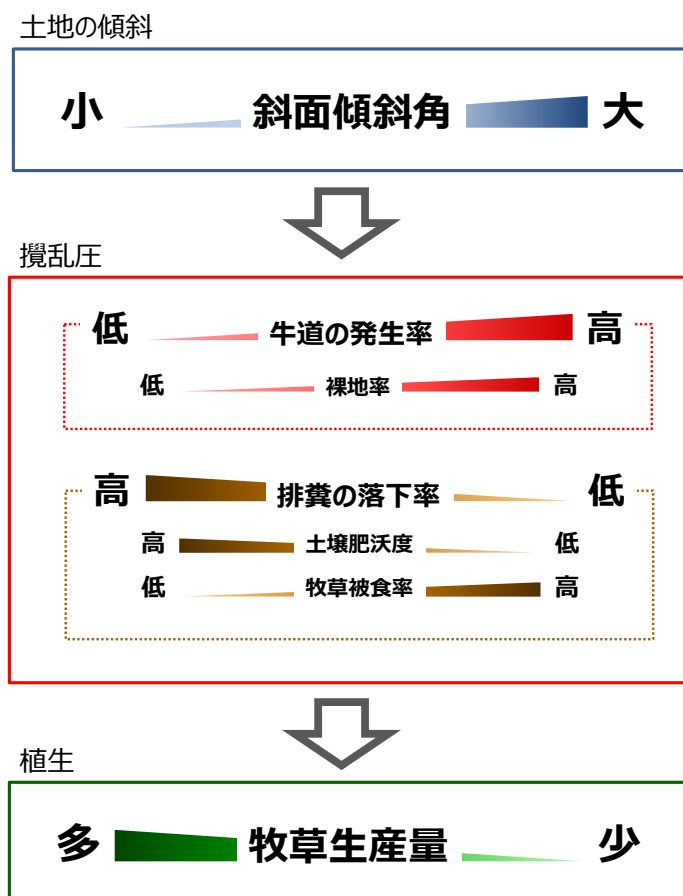 土地の傾斜
小 斜面傾斜角 大
攪乱圧
低 牛道の発生率 高
低 裸地率 高
高 排糞の落下率 低
高 土壌肥沃度 低
低 牧草被食率 高
植生
多 牧草生産量 少